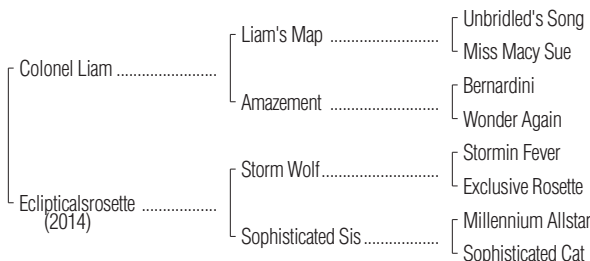 Unbridled's Song
Liam's Map ........................
Miss Macy Sue
Colonel Liam ......................
Bernardini
Amazement ........................
Wonder Again
Stormin Fever
Storm Wolf..........................
Exclusive Rosette
Eclipticalsrosette .................
(2014)
Millennium Allstar
Sophisticated Sis.................
Sophisticated Cat